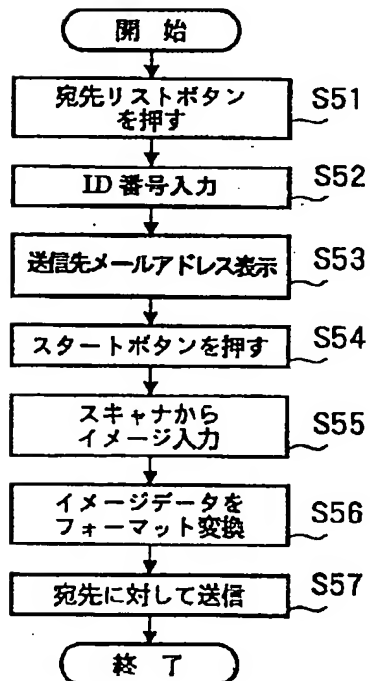 開 始
宛先リストボタン
を押す
S51
ID 番号入力
S52
送信先メールアドレス表示
S53
スタートボタンを押す
S54
スキャナから
イメージ入力
S55
イメージデータを
フォーマット変換
S56
宛先に対して送信
S57
終 了